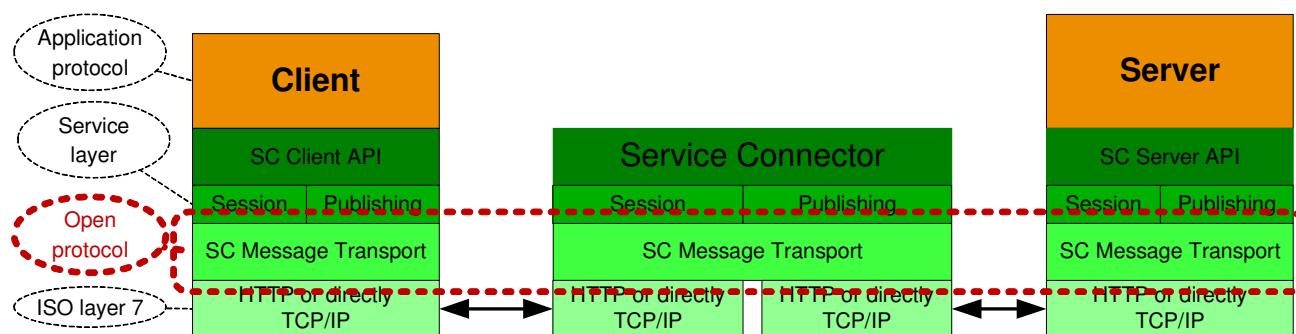 Application
protocol
Client
Server
Service
layer
SC Client API
Service Connector
SC Server API
Session Publishing
Session Publishing
Session Publishing
Open
protocol
SC Message Transport
SC Message Transport
SC Message Transport
ISO layer 7
HTTP or directly
TCP/IP
HTTP or directly
TCP/IP
HTTP or directly
TCP/IP
HTTP or directly
TCP/IP